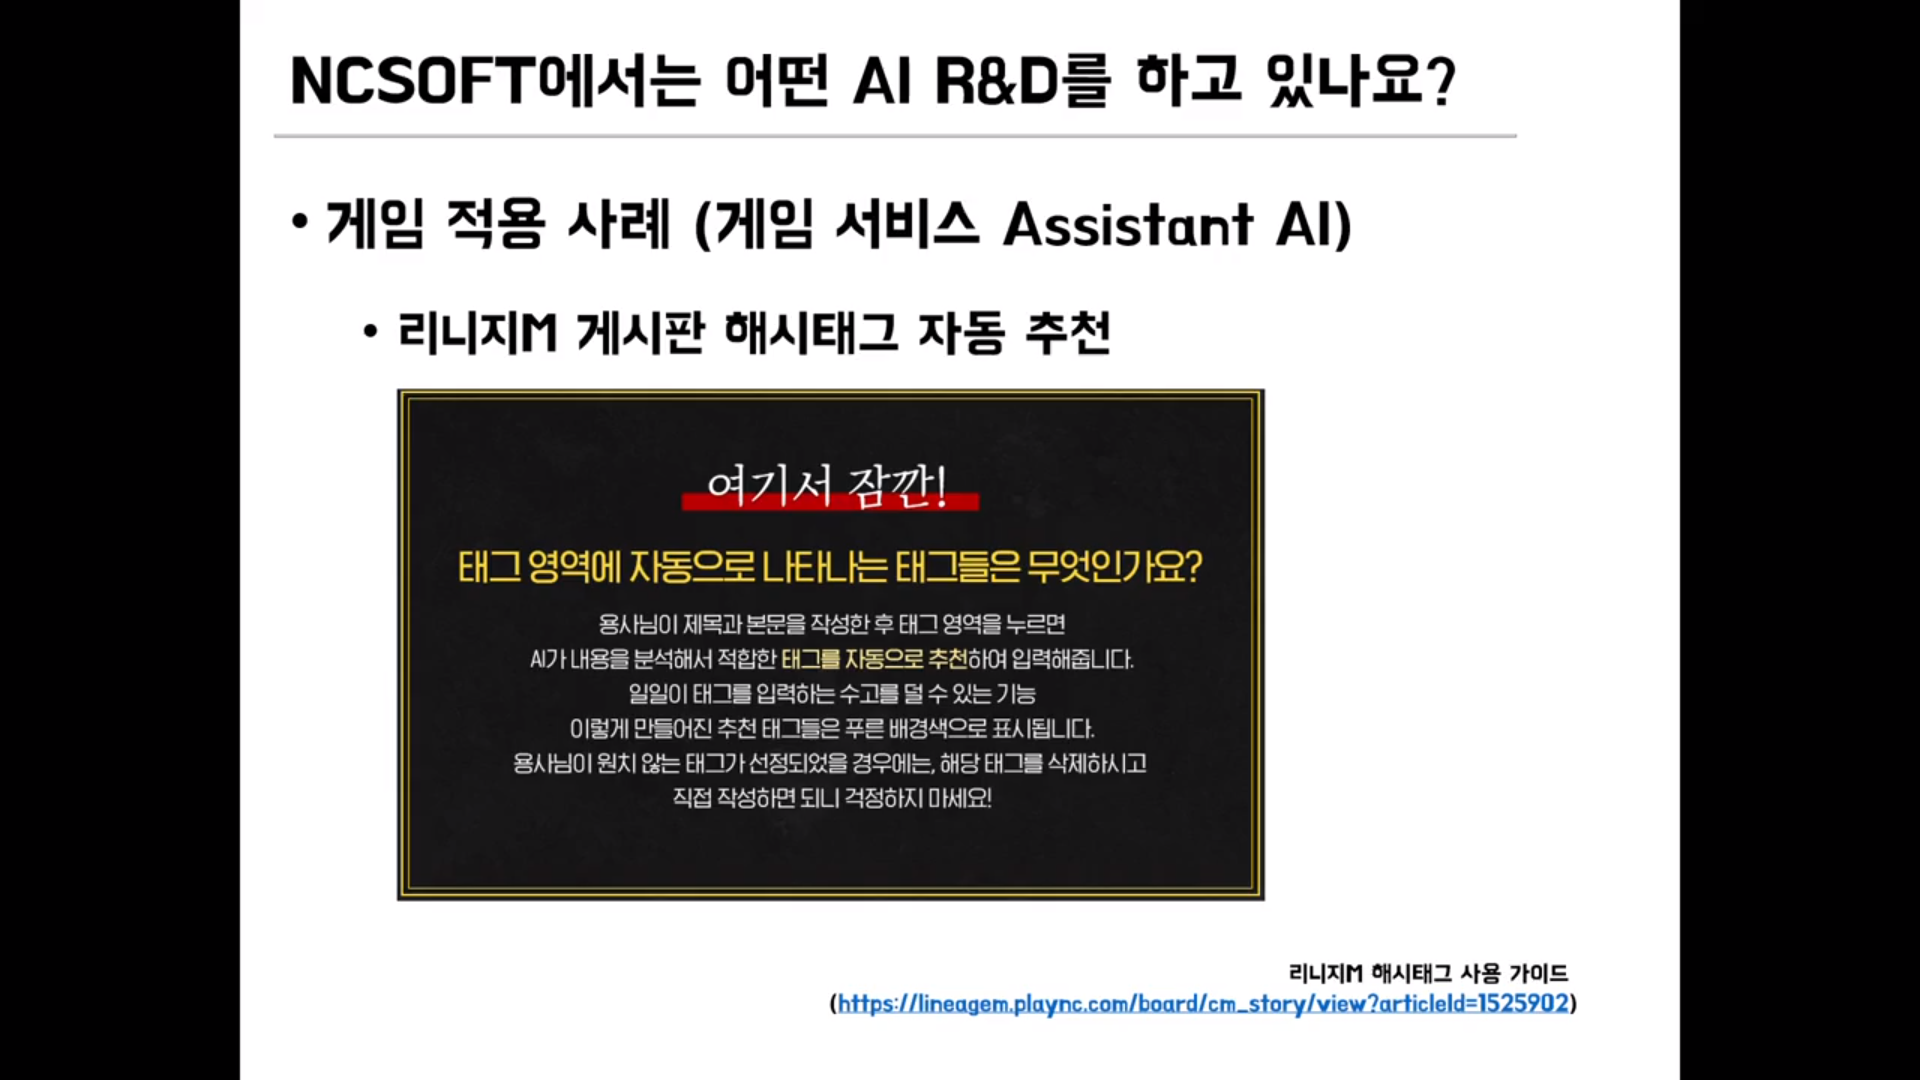 NCSOFT에서는 어떤 AI R&D를 하고 있나요?
• 게임 적용 사례 (게임 서비스 Assistant AI)
• 리니지M 게시판 해시태그 자동 추천
여기서 잠깐!
태그 영역에 자동으로 나타나는 태그들은 무엇인가요?
용사님이 제목과 본문을 작성한 후 태그 영역을 누르면
AI가 내용을 분석해서 적합한 태그를 자동으로 추천하여 입력해줍니다.
일일이 태그를 입력하는 수고를 덜 수 있는 기능
이렇게 만들어진 추천 태그들은 푸른 배경색으로 표시됩니다.
용사님이 원치 않는 태그가 선정되었을 경우에는, 해당 태그를 삭제하시고
직접 작성하면 되니 걱정하지 마세요!
리니지M 해시태그 사용 가이드
(https://lineagem.plaync.com/board/cm_story/view?articleId=1525902)